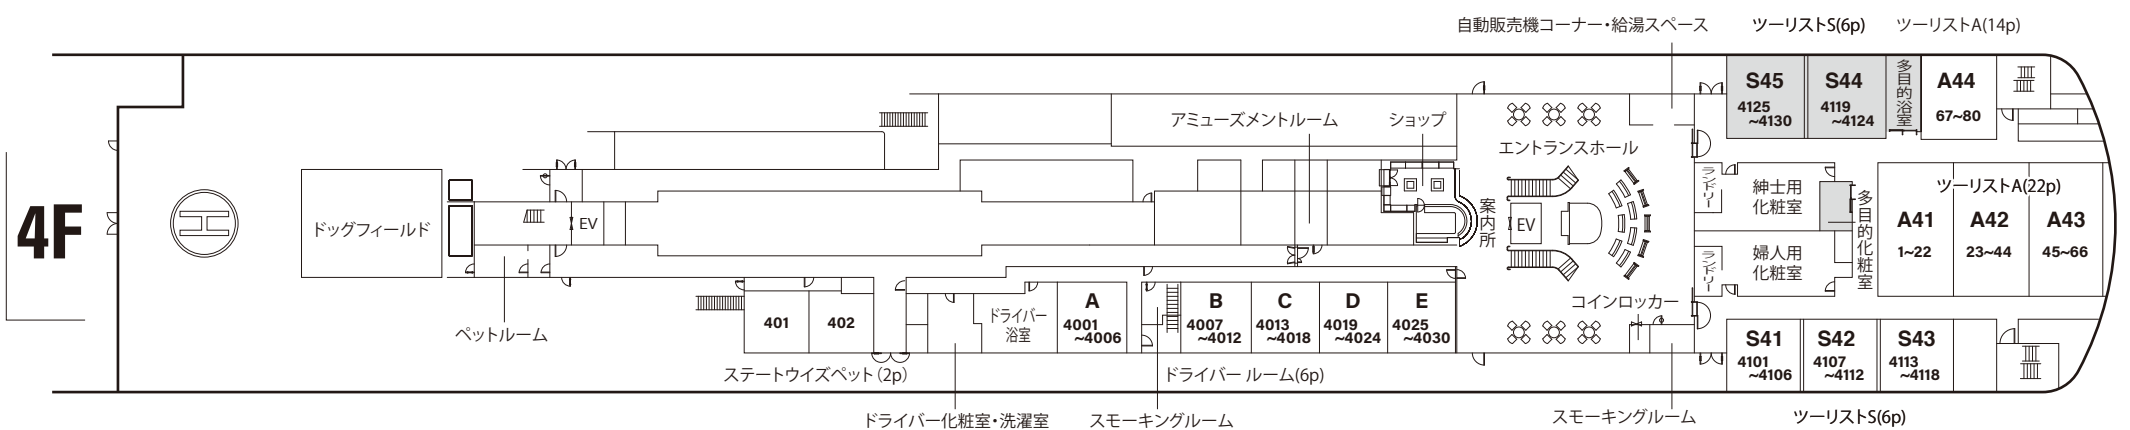 自動販売機コーナー・給湯スペース
ツーリストS(6p)
ツーリストA(14p)
4F
ドッグフィールド
EV
ペットルーム
アミューズメントルーム
ショップ
エントランスホール
案内所
EV
コインロッカー
S45
4125
~4130
S44
4119
~4124
多目的浴室
A44
67~80
ランドリー
紳士用
化粧室
ランドリー
婦人用
化粧室
多目的化粧室
ツーリストA(22p)
A41
1~22
A42
23~44
A43
45~66
401
402
ドライバー
浴室
A
4001
~4006
B
4007
~4012
C
4013
~4018
D
4019
~4024
E
4025
~4030
S41
4101
~4106
S42
4107
~4112
S43
4113
~4118
ステートウイズペット（2p）
ドライバー ルーム(6p)
ドライバー化粧室・洗濯室
スモーキングルーム
スモーキングルーム
ツーリストS(6p)